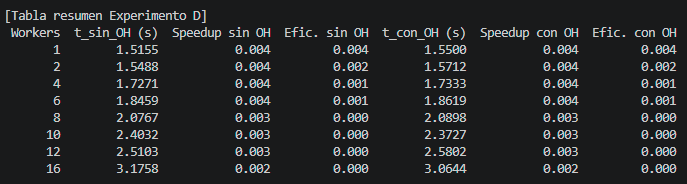 [Tabla resumen Experimento D]
Workers t_sin_OH (s) Speedup sin OH Efic. sin OH t_con_OH (s) Speedup con OH Efic. con OH
1 1.5155 0.004 0.004 1.5500 0.004 0.004
2 1.5488 0.004 0.002 1.5712 0.004 0.002
4 1.7271 0.004 0.001 1.7333 0.004 0.001
6 1.8459 0.004 0.001 1.8619 0.004 0.001
8 2.0767 0.003 0.000 2.0898 0.003 0.000
10 2.4032 0.003 0.000 2.3727 0.003 0.000
12 2.5103 0.003 0.000 2.5802 0.003 0.000
16 3.1758 0.002 0.000 3.0644 0.002 0.000